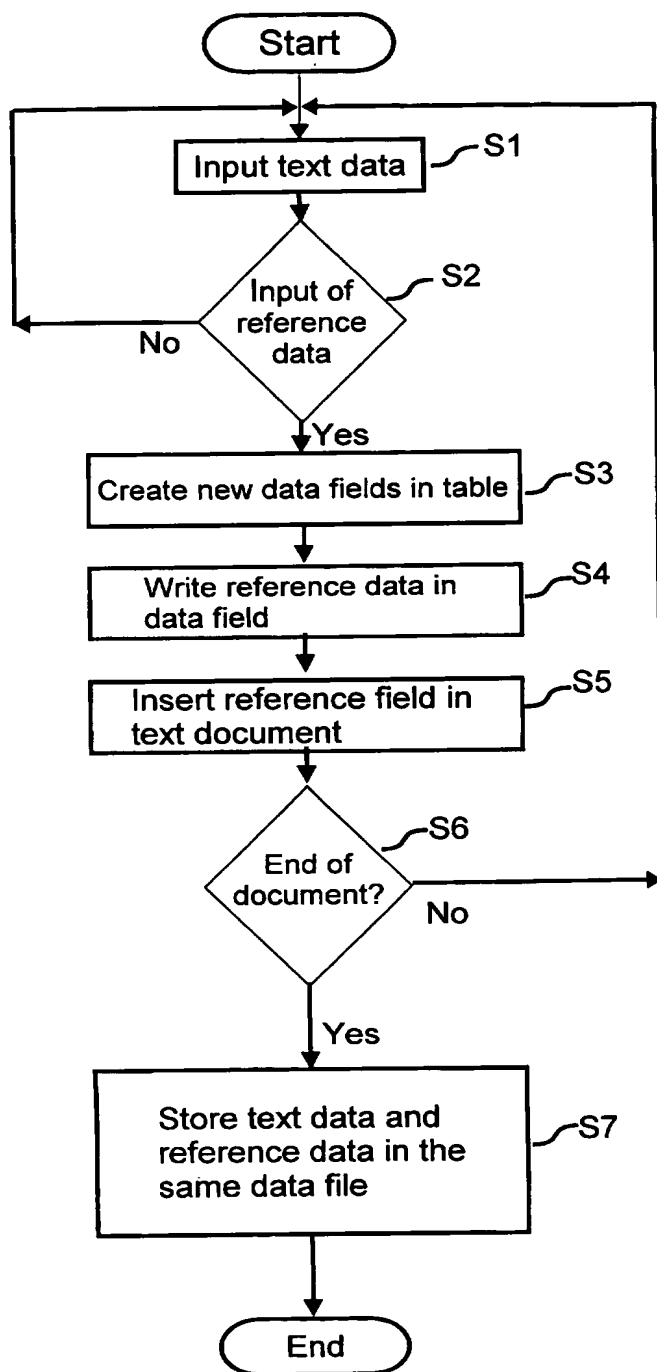 Start
Input text data
S1
Input of
reference
data
S2
No
Yes
Create new data fields in table
S3
Write reference data in
data field
S4
Insert reference field in
text document
S5
End of
document?
S6
No
Yes
Store text data and
reference data in the
same data file
S7
End